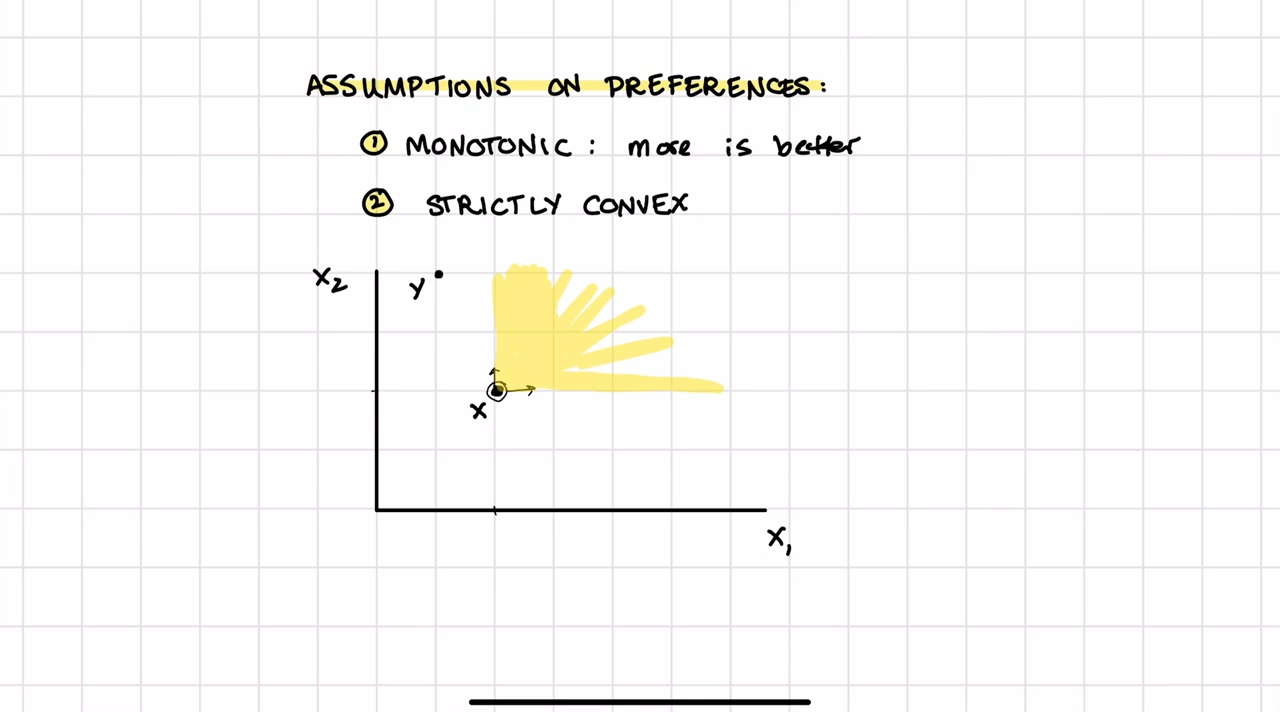 ASSUMPTIONS ON PREFERENCES:
① MONOTONIC: more is better
② STRICTLY CONVEX
x₂
y
x
x₁